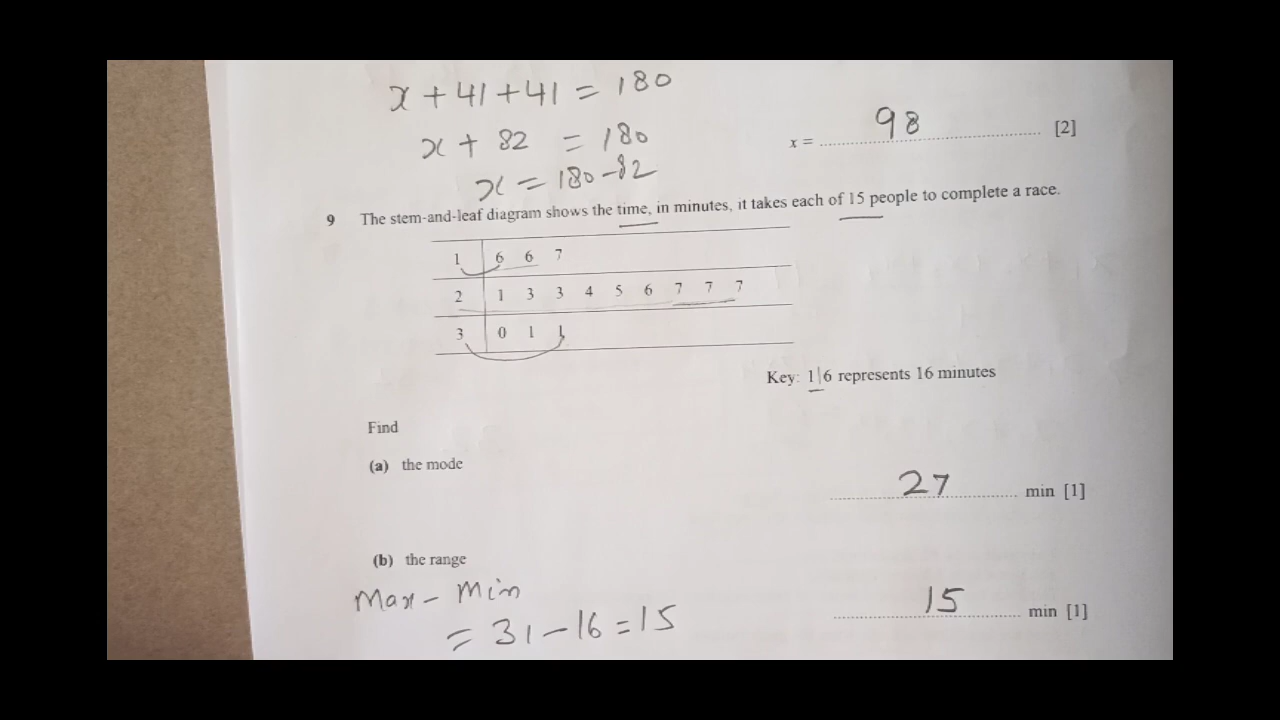 x + 41 + 41 = 180
x + 82 = 180
x = 98 [2]
x = 180 - 82
9 The stem-and-leaf diagram shows the time, in minutes, it takes each of 15 people to complete a race.
1 | 6 6 7
2 | 1 3 3 4 5 6 7 7 7
3 | 0 1 1
Key: 1|6 represents 16 minutes
Find
(a) the mode
27 min [1]
(b) the range
Max - Min
15 min [1]
= 31 - 16 = 15